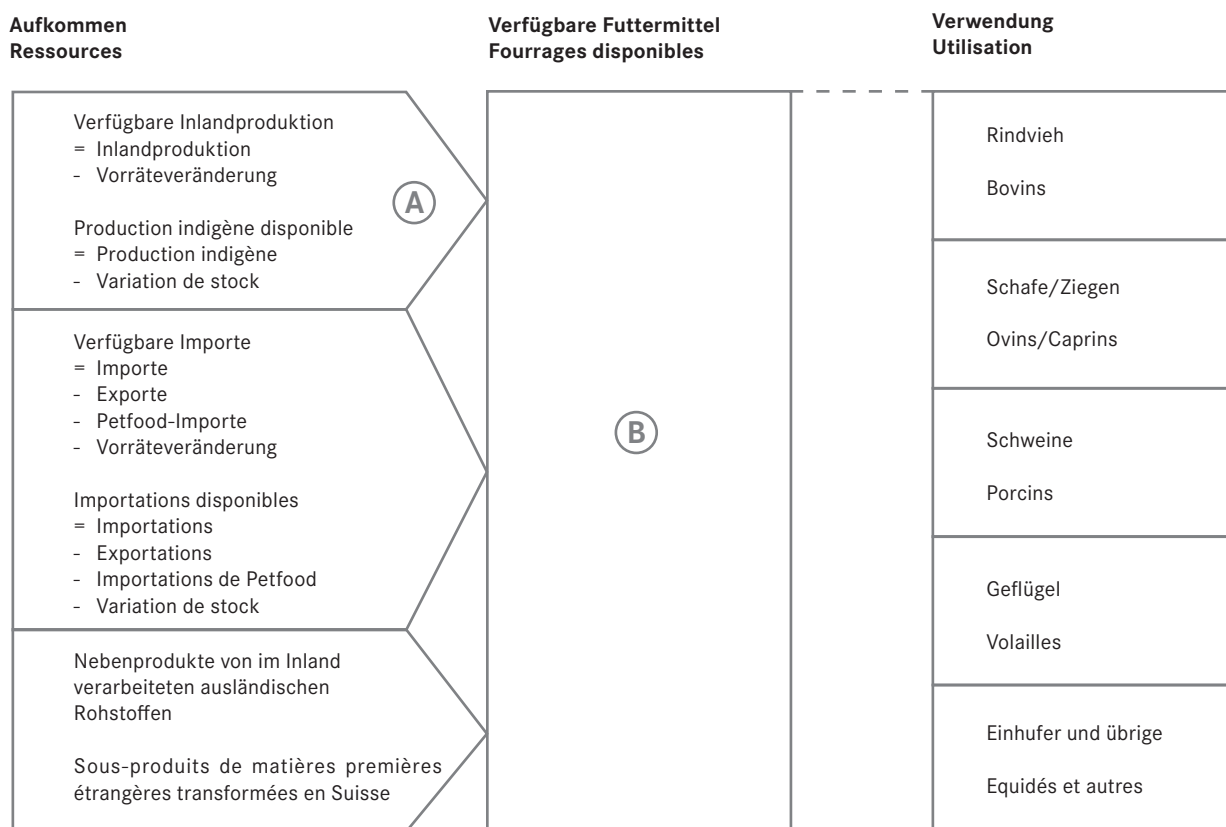 Aufkommen
Ressources
Verfügbare Inlandproduktion
= Inlandproduktion
- Vorräteveränderung
Production indigène disponible
= Production indigène
- Variation de stock
A
Verfügbare Importe
= Importe
- Exporte
- Petfood-Importe
- Vorräteveränderung
Importations disponibles
= Importations
- Exportations
- Importations de Petfood
- Variation de stock
Nebenprodukte von im Inland
verarbeiteten ausländischen
Rohstoffen
Sous-produits de matières premières
étrangères transformées en Suisse
Verfügbare Futtermittel
Fourrages disponibles
B
Verwendung
Utilisation
Rindvieh
Bovins
Schafe/Ziegen
Ovins/Caprins
Schweine
Porcins
Geflügel
Volailles
Einhufer und übrige
Equidés et autres